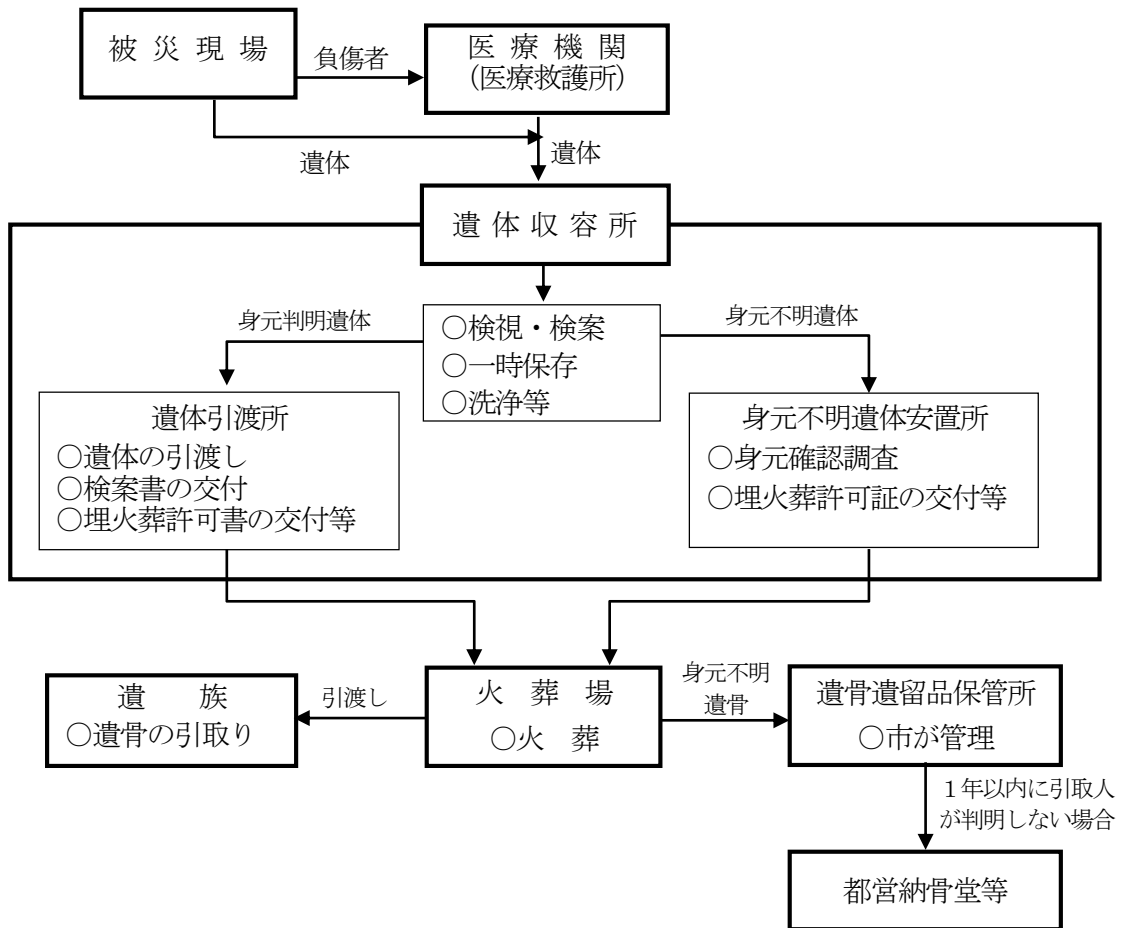 被災現場
負傷者
医療機関
（医療救護所）
遺体
遺体
遺体収容所
身元判明遺体
○検視・検案
○一時保存
○洗浄等
身元不明遺体
遺体引渡所
○遺体の引渡し
○検案書の交付
○埋火葬許可書の交付等
身元不明遺体安置所
○身元確認調査
○埋火葬許可証の交付等
遺　族
○遺骨の引取り
引渡し
火葬場
○火　葬
身元不明
遺骨
遺骨遺留品保管所
○市が管理
１年以内に引取人
が判明しない場合
都営納骨堂等